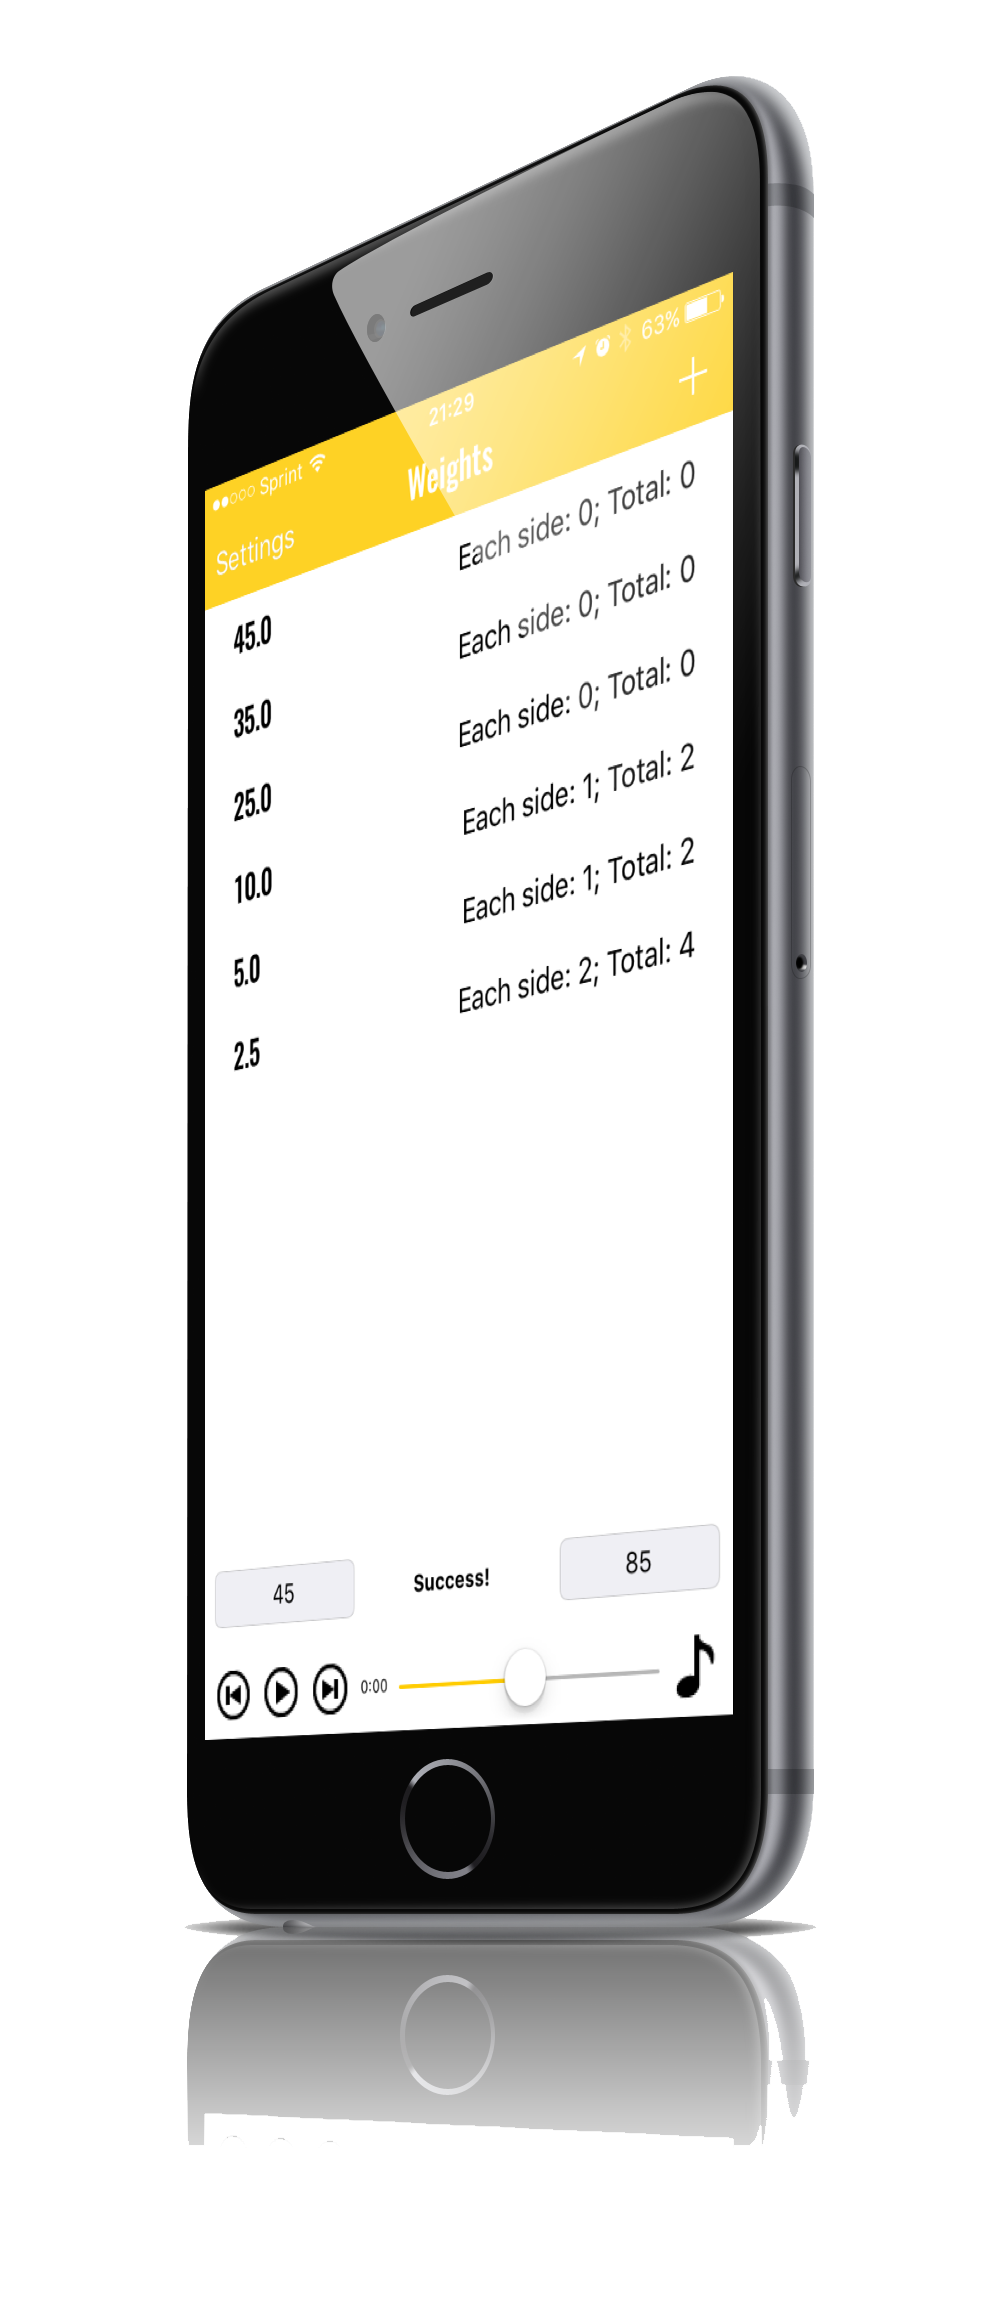 Sprint 21:29 63%
Settings Weights +
45.0 Each side: 0; Total: 0
35.0 Each side: 0; Total: 0
25.0 Each side: 0; Total: 0
10.0 Each side: 1; Total: 2
5.0 Each side: 1; Total: 2
2.5 Each side: 2; Total: 4
45 Success! 85
0:00